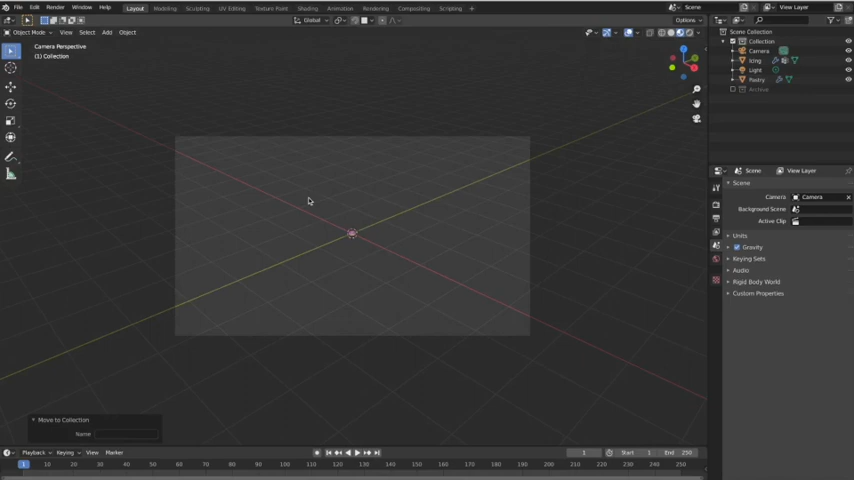 File Edit Render Window Help Layout Modeling Sculpting UV Editing Texture Paint Shading Animation Rendering Compositing Scripting + Scene View Layer
Global Options
Object Mode View Select Add Object
Camera Perspective
(1) Collection
Scene Collection
Collection
Camera
Icing
Light
Pastry
Archive
Scene View Layer
Scene
Camera Camera
Background Scene
Active Clip
Units
Gravity
Keying Sets
Audio
Rigid Body World
Custom Properties
Move to Collection
Name
Playback Keying View Marker 1 Start 1 End 250
1 10 20 30 40 50 60 70 80 90 100 110 120 130 140 150 160 170 180 190 200 210 220 230 240 250